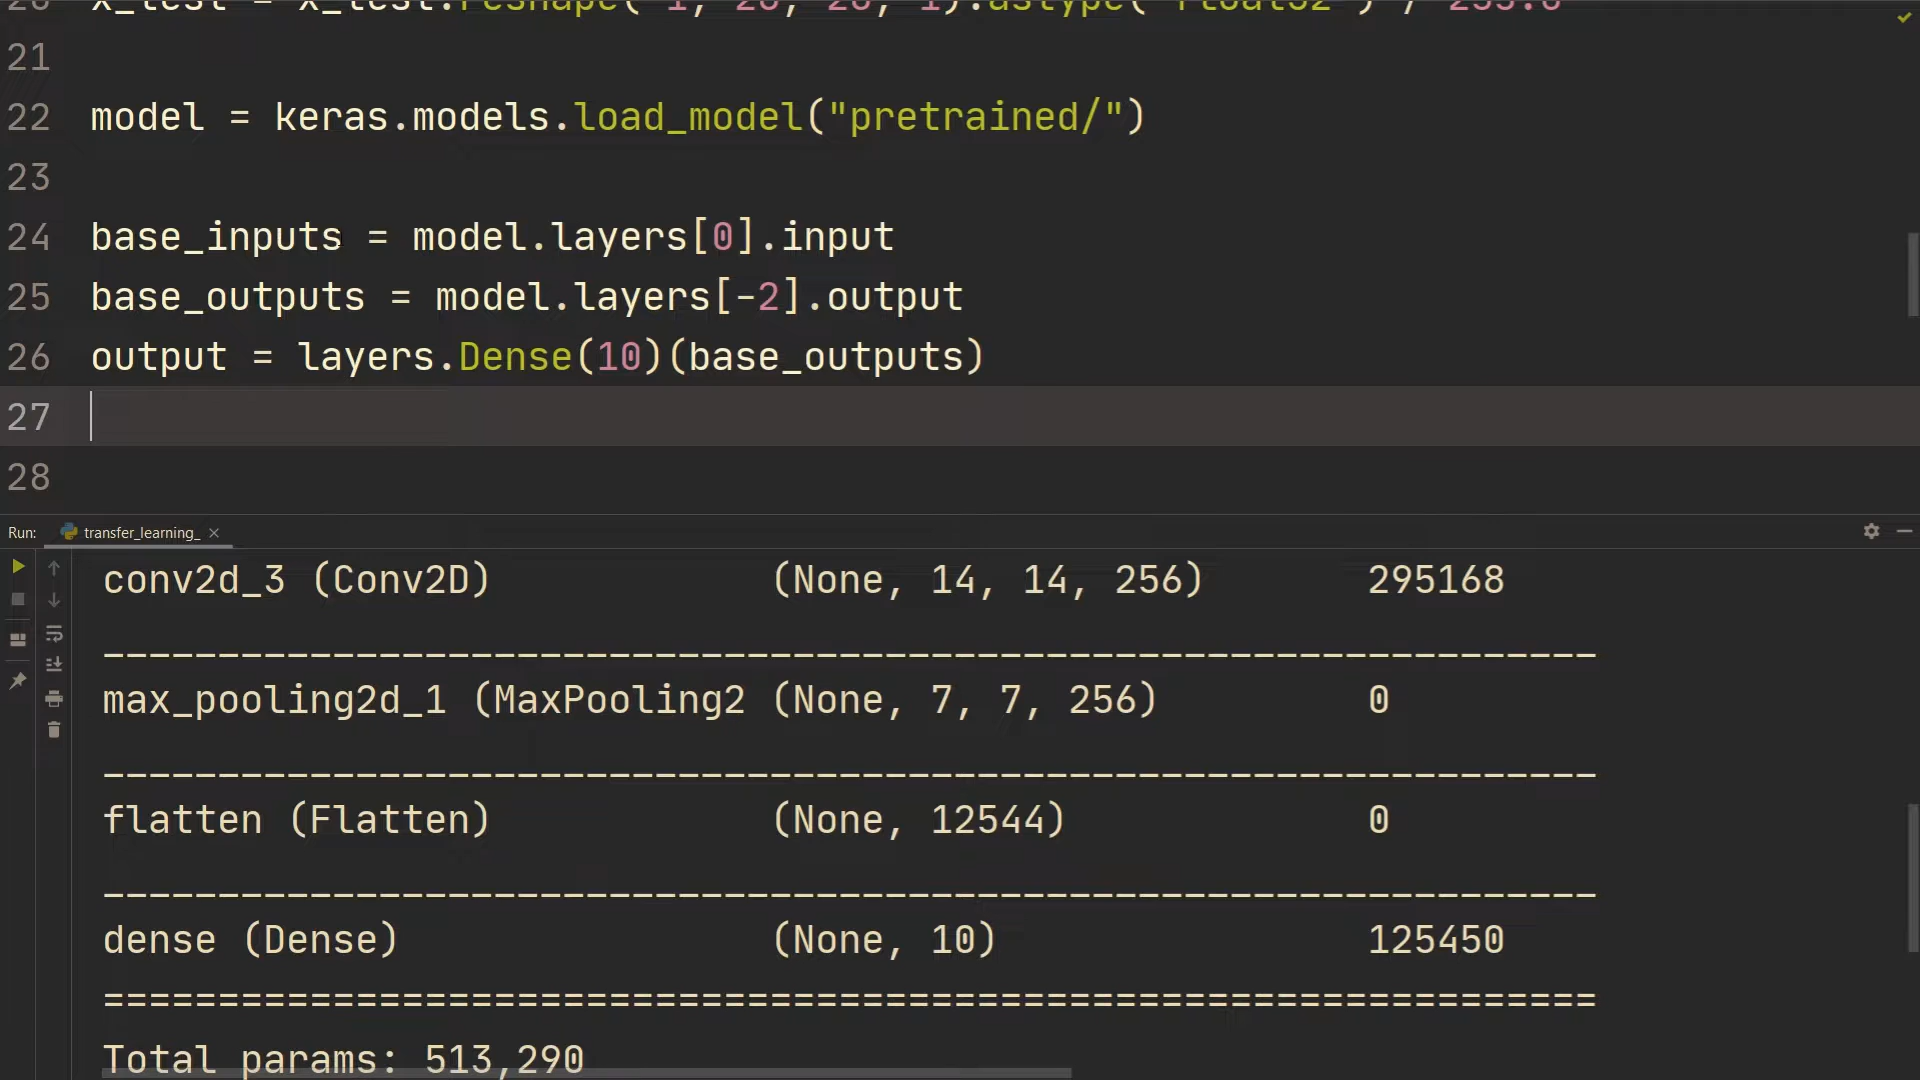 21
22 model = keras.models.load_model("pretrained/")
23
24 base_inputs = model.layers[0].input
25 base_outputs = model.layers[-2].output
26 output = layers.Dense(10)(base_outputs)
27
28
Run: transfer_learning_
conv2d_3 (Conv2D) (None, 14, 14, 256) 295168
_________________________________________________________________
max_pooling2d_1 (MaxPooling2 (None, 7, 7, 256) 0
_________________________________________________________________
flatten (Flatten) (None, 12544) 0
_________________________________________________________________
dense (Dense) (None, 10) 125450
=================================================================
Total params: 513,290